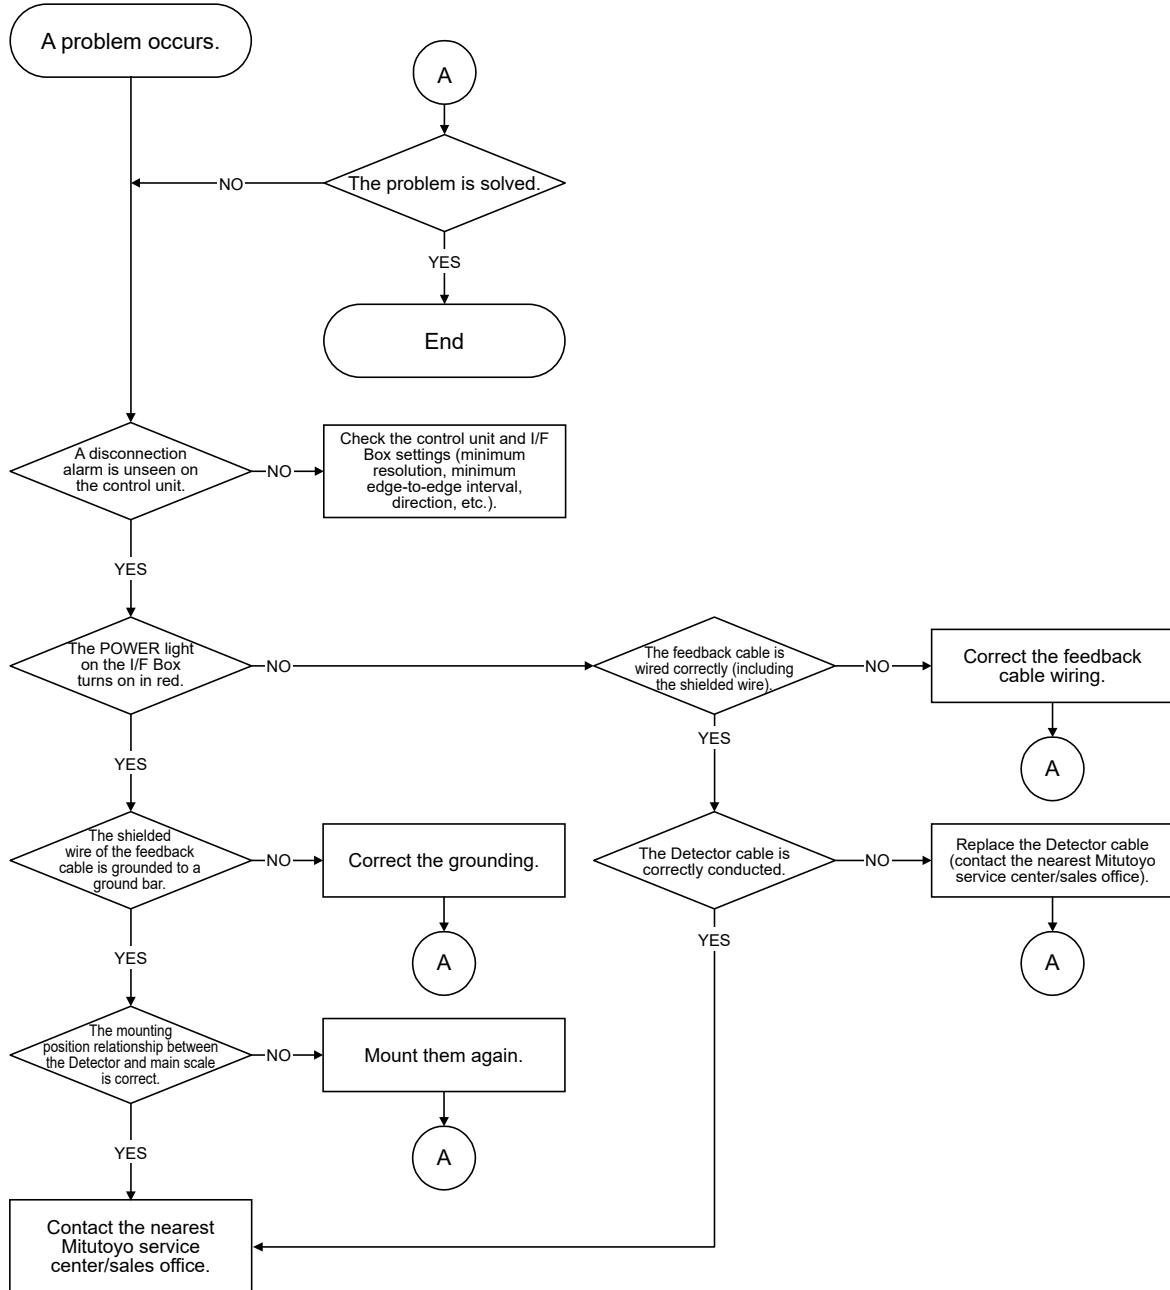 A problem occurs.
A
The problem is solved.
NO
YES
End
A disconnection
alarm is unseen on
the control unit.
NO
Check the control unit and I/F
Box settings (minimum
resolution, minimum
edge-to-edge interval,
direction, etc.).
YES
The POWER light
on the I/F Box
turns on in red.
NO
The feedback cable is
wired correctly (including
the shielded wire).
NO
Correct the feedback
cable wiring.
YES
YES
A
The shielded
wire of the feedback
cable is grounded to a
ground bar.
NO
Correct the grounding.
The Detector cable is
correctly conducted.
NO
Replace the Detector cable
(contact the nearest Mitutoyo
service center/sales office).
YES
A
YES
A
The mounting
position relationship between
the Detector and main scale
is correct.
NO
Mount them again.
YES
A
Contact the nearest
Mitutoyo service
center/sales office.